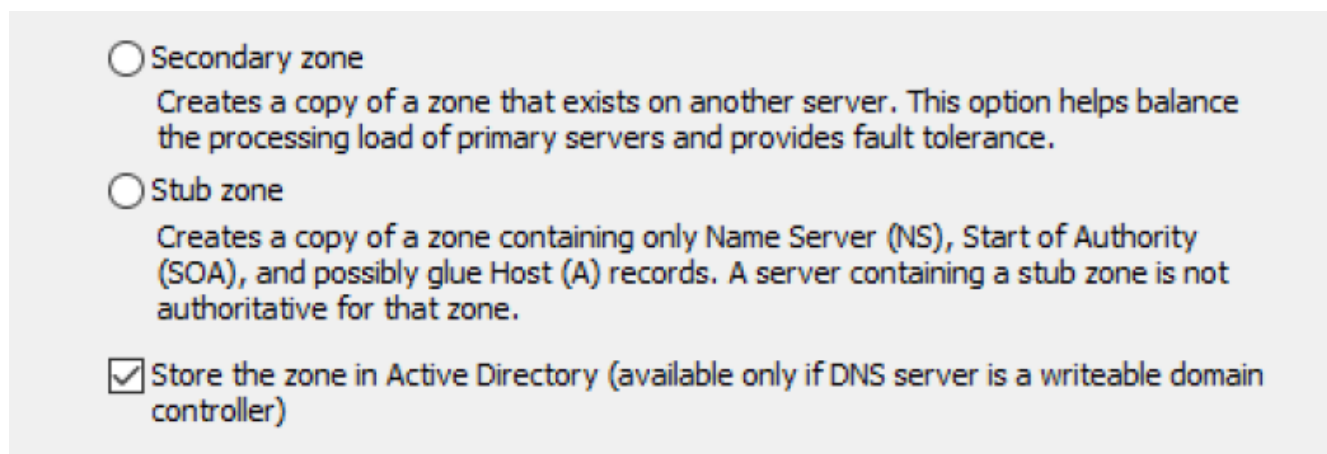 Secondary zone
Creates a copy of a zone that exists on another server. This option helps balance
the processing load of primary servers and provides fault tolerance.
Stub zone
Creates a copy of a zone containing only Name Server (NS), Start of Authority
(SOA), and possibly glue Host (A) records. A server containing a stub zone is not
authoritative for that zone.
Store the zone in Active Directory (available only if DNS server is a writeable domain
controller)